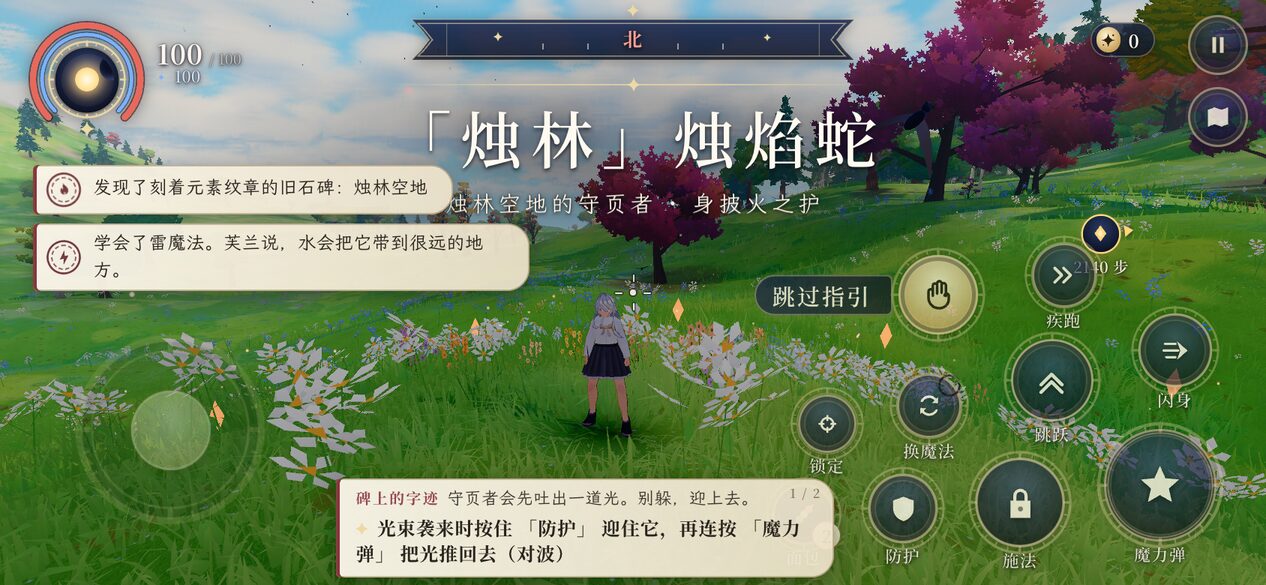 北
100 / 100
100
0
「烛林」烛焰蛇
烛林空地的守页者 · 身披火之护
发现了刻着元素纹章的旧石碑：烛林空地
学会了雷魔法。芙兰说，水会把它带到很远的地
方。
2140 步
跳过指引
疾跑
闪身
跳跃
换魔法
锁定
防护
施法
魔力弹
碑上的字迹 守页者会先吐出一道光。别躲，迎上去。 1 / 2
光束袭来时按住 「防护」 迎住它，再连按 「魔力
弹」 把光推回去（对波）
面包
2